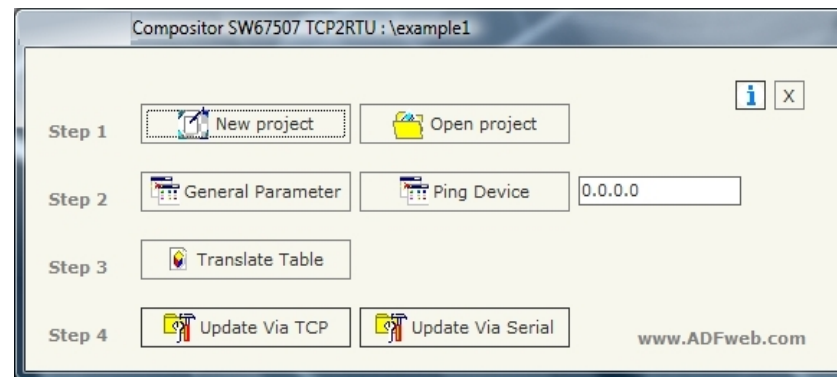 Compositor SW67507 TCP2RTU : \example1
i X
Step 1 New project Open project
Step 2 General Parameter Ping Device 0.0.0.0
Step 3 Translate Table
Step 4 Update Via TCP Update Via Serial
www.ADFweb.com